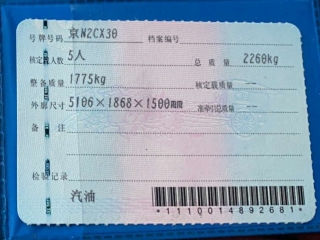 号牌号码 京N2CX30 档案编号
核定载人数 5人 总质量 2260kg
整备质量 1775kg 核定载质量 --
外廓尺寸 5106×1868×1500mm 准牵引总质量 --
备注
检验记录
汽油
*1110014892681*